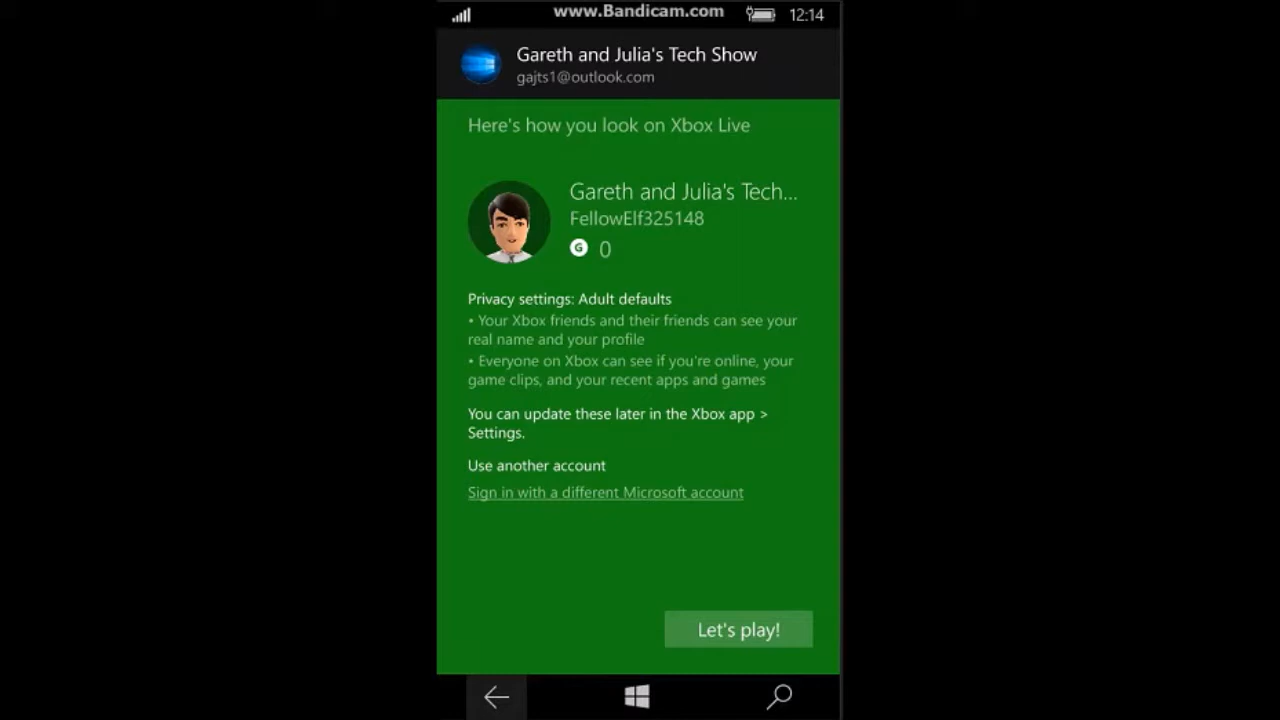 www.Bandicam.com
12:14
Gareth and Julia's Tech Show
gajts1@outlook.com
Here's how you look on Xbox Live
Gareth and Julia's Tech...
FellowElf325148
G 0
Privacy settings: Adult defaults
• Your Xbox friends and their friends can see your
real name and your profile
• Everyone on Xbox can see if you're online, your
game clips, and your recent apps and games
You can update these later in the Xbox app >
Settings.
Use another account
Sign in with a different Microsoft account
Let's play!